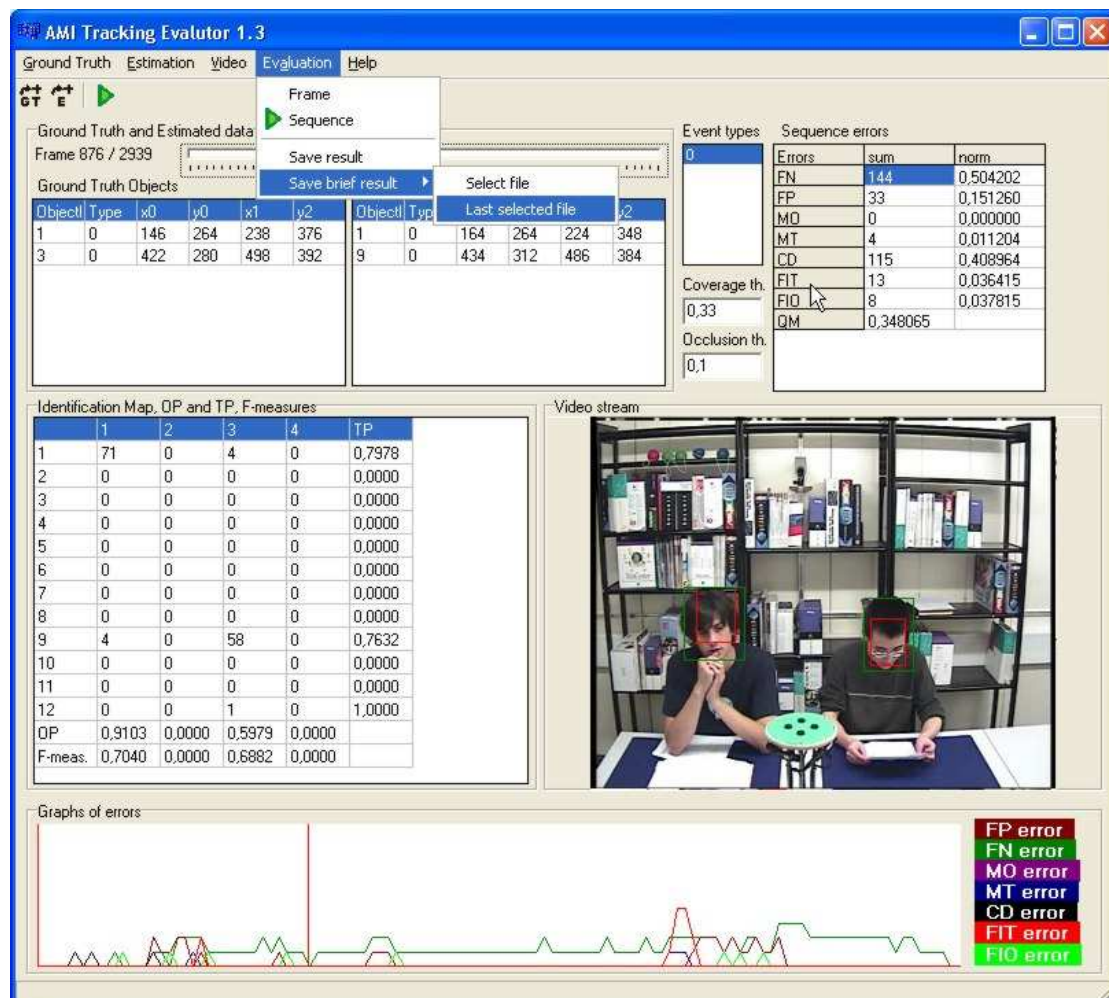 AMI Tracking Evalutor 1.3
Ground Truth Estimation Video Evaluation Help
GT E
Frame
Sequence
Save result
Save brief result
Select file
Last selected file
Ground Truth and Estimated data
Frame 876 / 2939
Ground Truth Objects
ObjectI Type x0 y0 x1 y2
1 0 146 264 238 376
3 0 422 280 498 392
ObjectI Typ y2
1 0 164 264 224 348
9 0 434 312 486 384
Event types
0
Coverage th.
0,33
Occlusion th.
0,1
Sequence errors
Errors sum norm
FN 144 0,504202
FP 33 0,151260
MO 0 0,000000
MT 4 0,011204
CD 115 0,408964
FIT 13 0,036415
FIO 8 0,037815
QM 0,348065
Identification Map, OP and TP, F-measures
1 2 3 4 TP
1 71 0 4 0 0,7978
2 0 0 0 0 0,0000
3 0 0 0 0 0,0000
4 0 0 0 0 0,0000
5 0 0 0 0 0,0000
6 0 0 0 0 0,0000
7 0 0 0 0 0,0000
8 0 0 0 0 0,0000
9 4 0 58 0 0,7632
10 0 0 0 0 0,0000
11 0 0 0 0 0,0000
12 0 0 1 0 1,0000
OP 0,9103 0,0000 0,5979 0,0000
F-meas. 0,7040 0,0000 0,6882 0,0000
Video stream
Graphs of errors
FP error
FN error
MO error
MT error
CD error
FIT error
FIO error